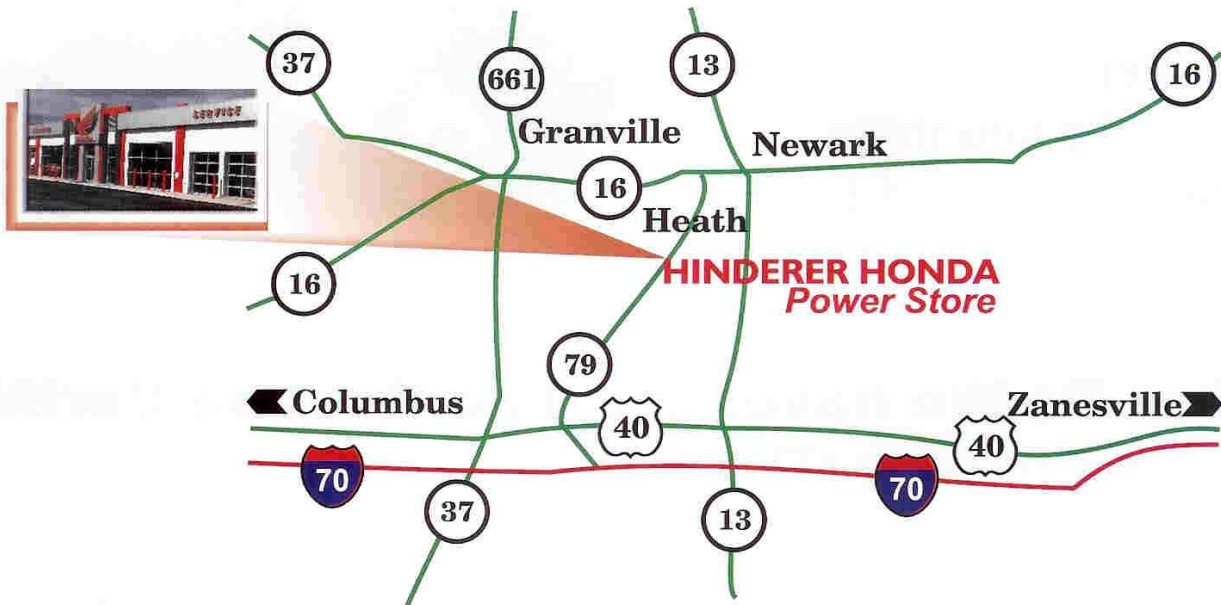 37
661
13
16
SERVICE
Granville
Newark
16
Heath
16
HINDERER HONDA
Power Store
79
Columbus
40
Zanesville
40
70
70
37
13